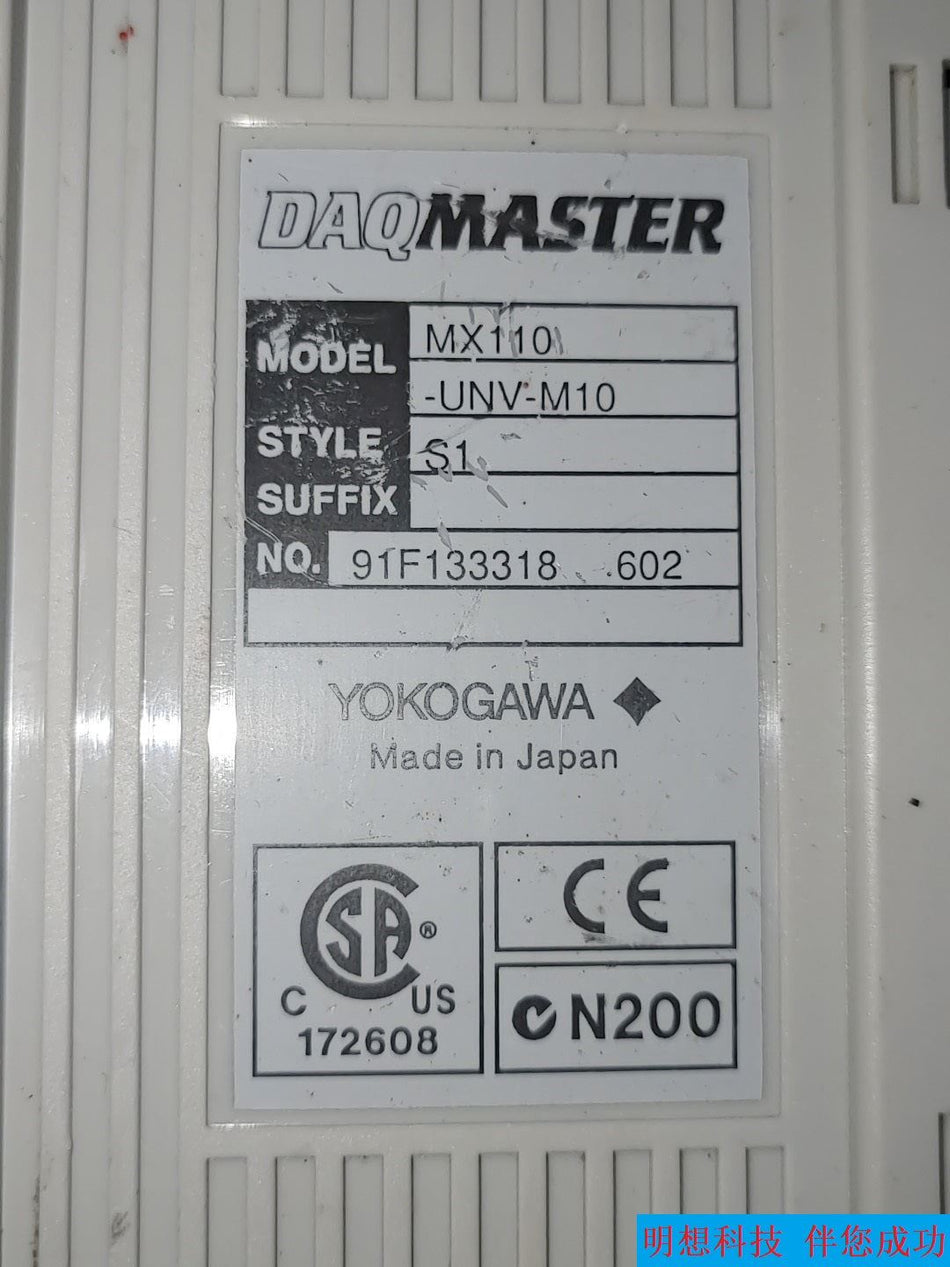 DAQMASTER
MODEL MX110
-UNV-M10
STYLE S1
SUFFIX
NO. 91F133318 602
YOKOGAWA
Made in Japan
CSA ®
C US
172608
CE
N200
明想科技 伴您成功